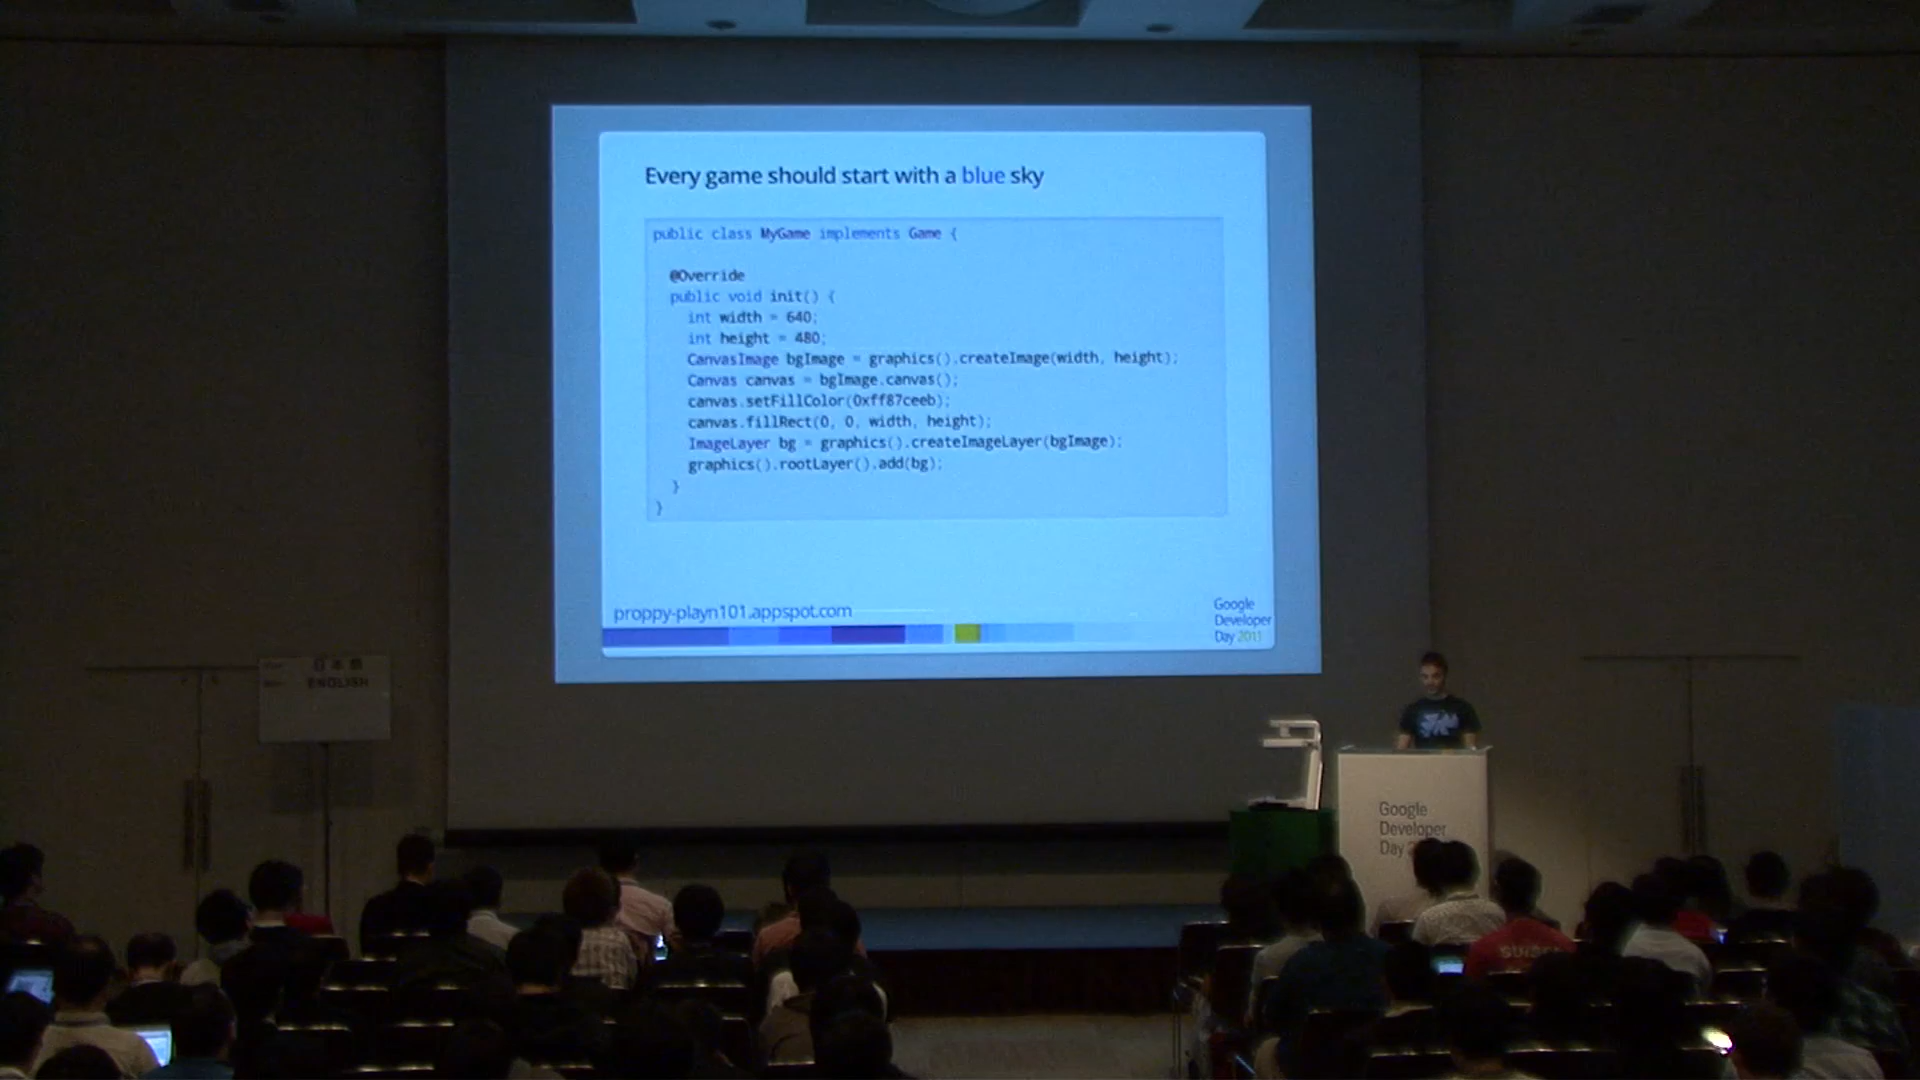 Every game should start with a blue sky
public class MyGame implements Game {
@Override
public void init() {
int width = 640;
int height = 480;
CanvasImage bgImage = graphics().createImage(width, height);
Canvas canvas = bgImage.canvas();
canvas.setFillColor(0xff87ceeb);
canvas.fillRect(0, 0, width, height);
ImageLayer bg = graphics().createImageLayer(bgImage);
graphics().rootLayer().add(bg);
}
}
proppy-playn101.appspot.com
Google
Developer
Day 2011
日本語
ENGLISH
Google
Developer
Day